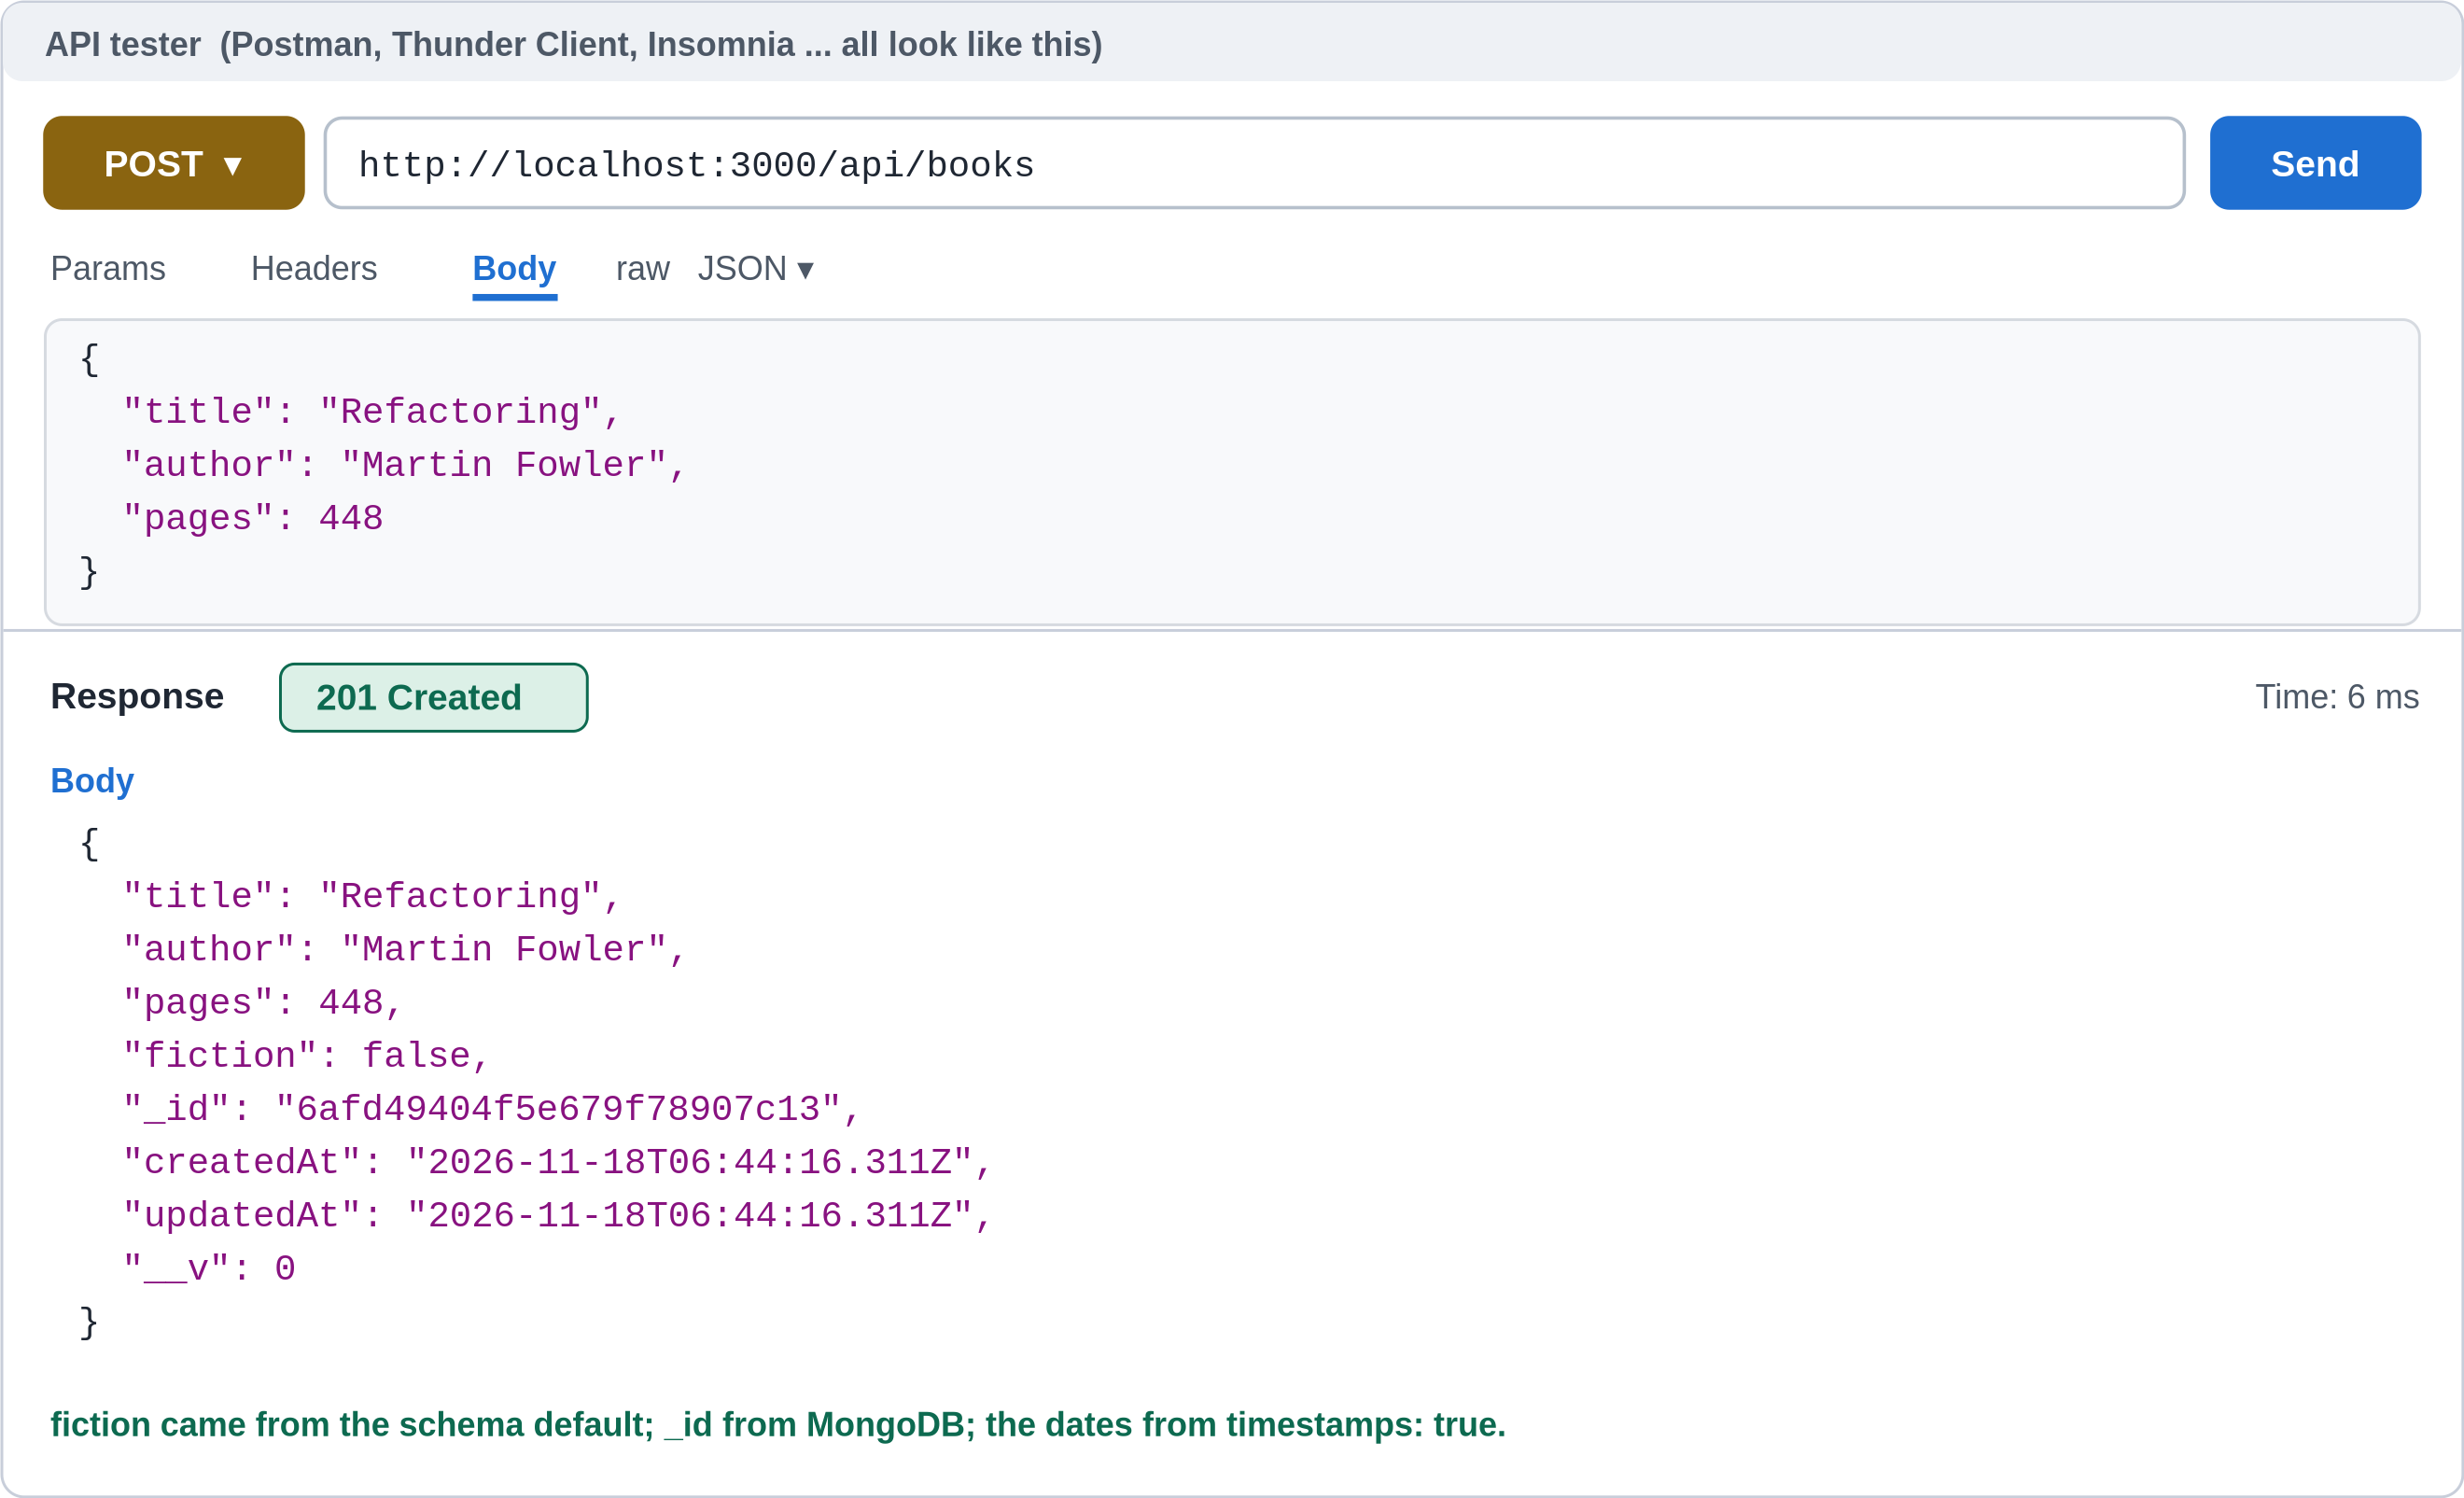 API tester  (Postman, Thunder Client, Insomnia ... all look like this)
POST ▾ http://localhost:3000/api/books Send
Params Headers Body raw JSON ▾
{
  "title": "Refactoring",
  "author": "Martin Fowler",
  "pages": 448
}
Response 201 Created Time: 6 ms
Body
{
  "title": "Refactoring",
  "author": "Martin Fowler",
  "pages": 448,
  "fiction": false,
  "_id": "6afd49404f5e679f78907c13",
  "createdAt": "2026-11-18T06:44:16.311Z",
  "updatedAt": "2026-11-18T06:44:16.311Z",
  "__v": 0
}
fiction came from the schema default; _id from MongoDB; the dates from timestamps: true.